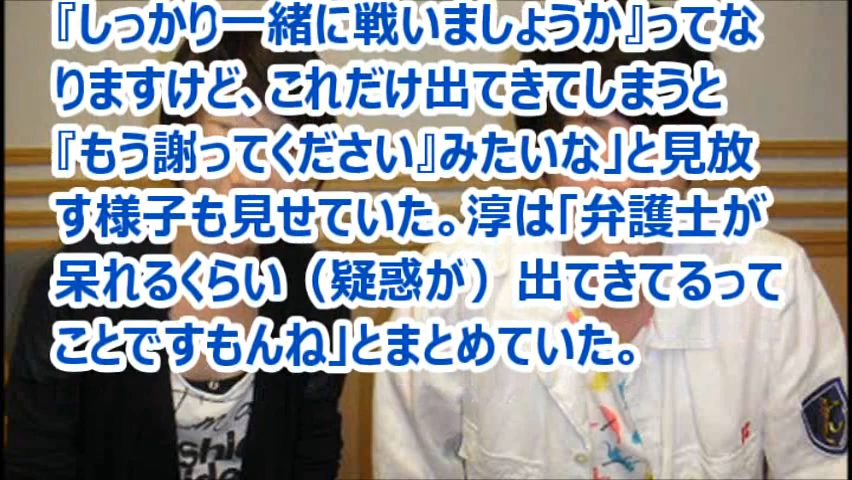 『しっかり一緒に戦いましょうか』ってな
りますけど、これだけ出てきてしまうと
『もう謝ってください』みたいな」と見放
す様子も見せていた。淳は「弁護士が
呆れるくらい（疑惑が）出てきてるって
ことですもんね」とまとめていた。